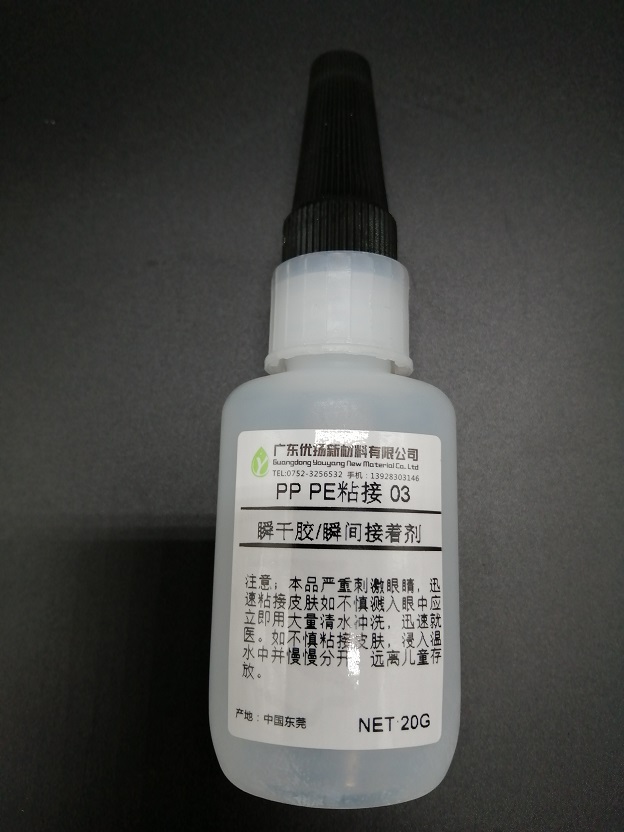 广东优扬新材料有限公司
Guangdong Youyang New Material Co., Ltd
TEL:0752-3256532 手机：13928303146
PP PE粘接 03
瞬干胶/瞬间接着剂
注意：本品严重刺激眼睛，迅
速粘接皮肤如不慎溅入眼中应
立即用大量清水冲洗，迅速就
医。如不慎粘接皮肤，浸入温
水中并慢慢分开。远离儿童存
放。
产地：中国东莞
NET 20G